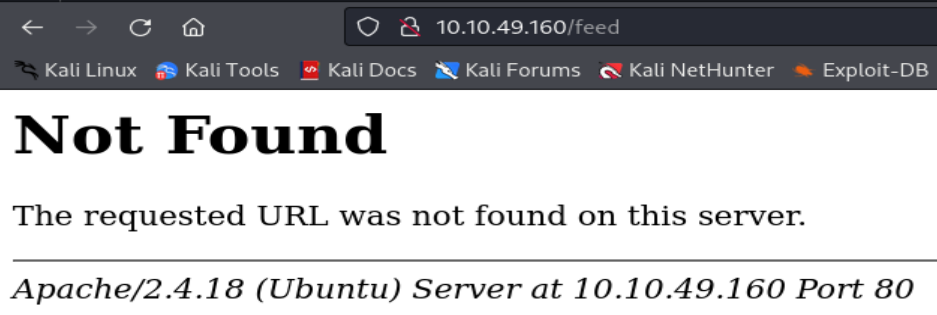 10.10.49.160/feed
Kali Linux Kali Tools Kali Docs Kali Forums Kali NetHunter Exploit-DB
Not Found
The requested URL was not found on this server.
Apache/2.4.18 (Ubuntu) Server at 10.10.49.160 Port 80